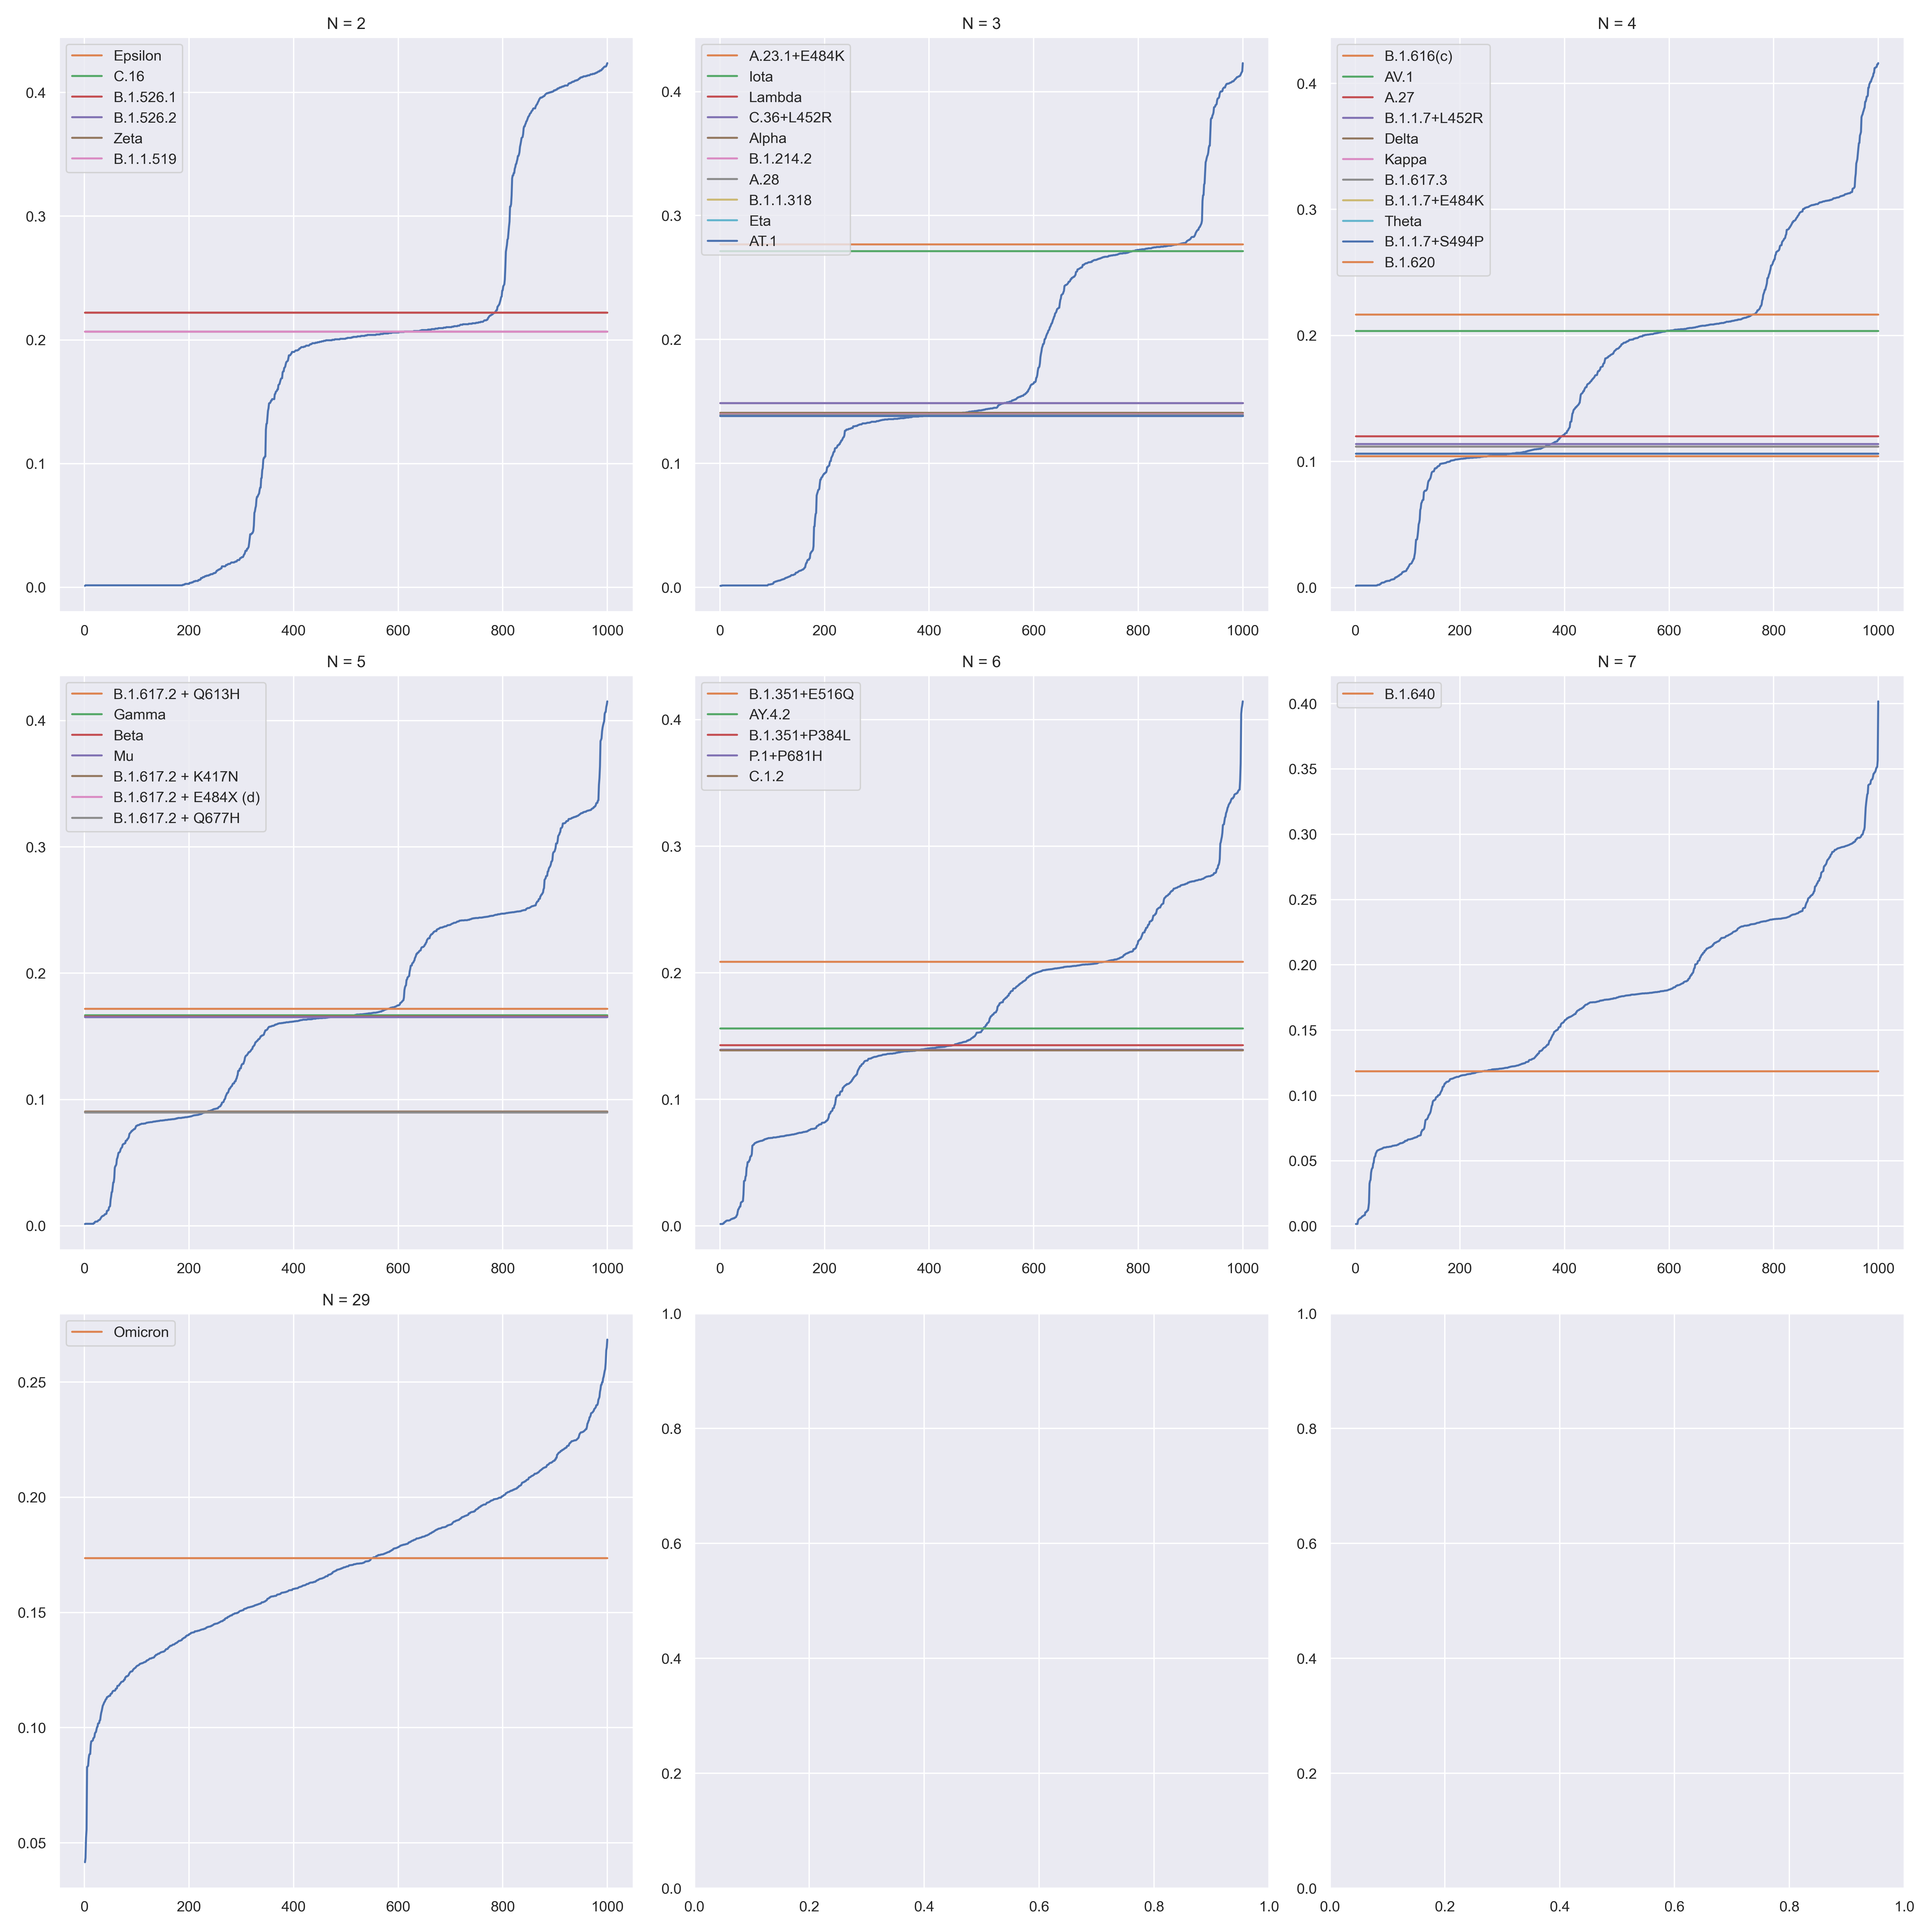 N = 2
Epsilon
C.16
B.1.526.1
B.1.526.2
Zeta
B.1.1.519
0.4
0.3
0.2
0.1
0.0
0 200 400 600 800 1000
N = 3
A.23.1+E484K
Iota
Lambda
C.36+L452R
Alpha
B.1.214.2
A.28
B.1.1.318
Eta
AT.1
0.4
0.3
0.2
0.1
0.0
0 200 400 600 800 1000
N = 4
B.1.616(c)
AV.1
A.27
B.1.1.7+L452R
Delta
Kappa
B.1.617.3
B.1.1.7+E484K
Theta
B.1.1.7+S494P
B.1.620
0.4
0.3
0.2
0.1
0.0
0 200 400 600 800 1000
N = 5
B.1.617.2 + Q613H
Gamma
Beta
Mu
B.1.617.2 + K417N
B.1.617.2 + E484X (d)
B.1.617.2 + Q677H
0.4
0.3
0.2
0.1
0.0
0 200 400 600 800 1000
N = 6
B.1.351+E516Q
AY.4.2
B.1.351+P384L
P.1+P681H
C.1.2
0.4
0.3
0.2
0.1
0.0
0 200 400 600 800 1000
N = 7
B.1.640
0.40
0.35
0.30
0.25
0.20
0.15
0.10
0.05
0.00
0 200 400 600 800 1000
N = 29
Omicron
0.25
0.20
0.15
0.10
0.05
0 200 400 600 800 1000
1.0
0.8
0.6
0.4
0.2
0.0
0.0 0.2 0.4 0.6 0.8 1.0
1.0
0.8
0.6
0.4
0.2
0.0
0.0 0.2 0.4 0.6 0.8 1.0